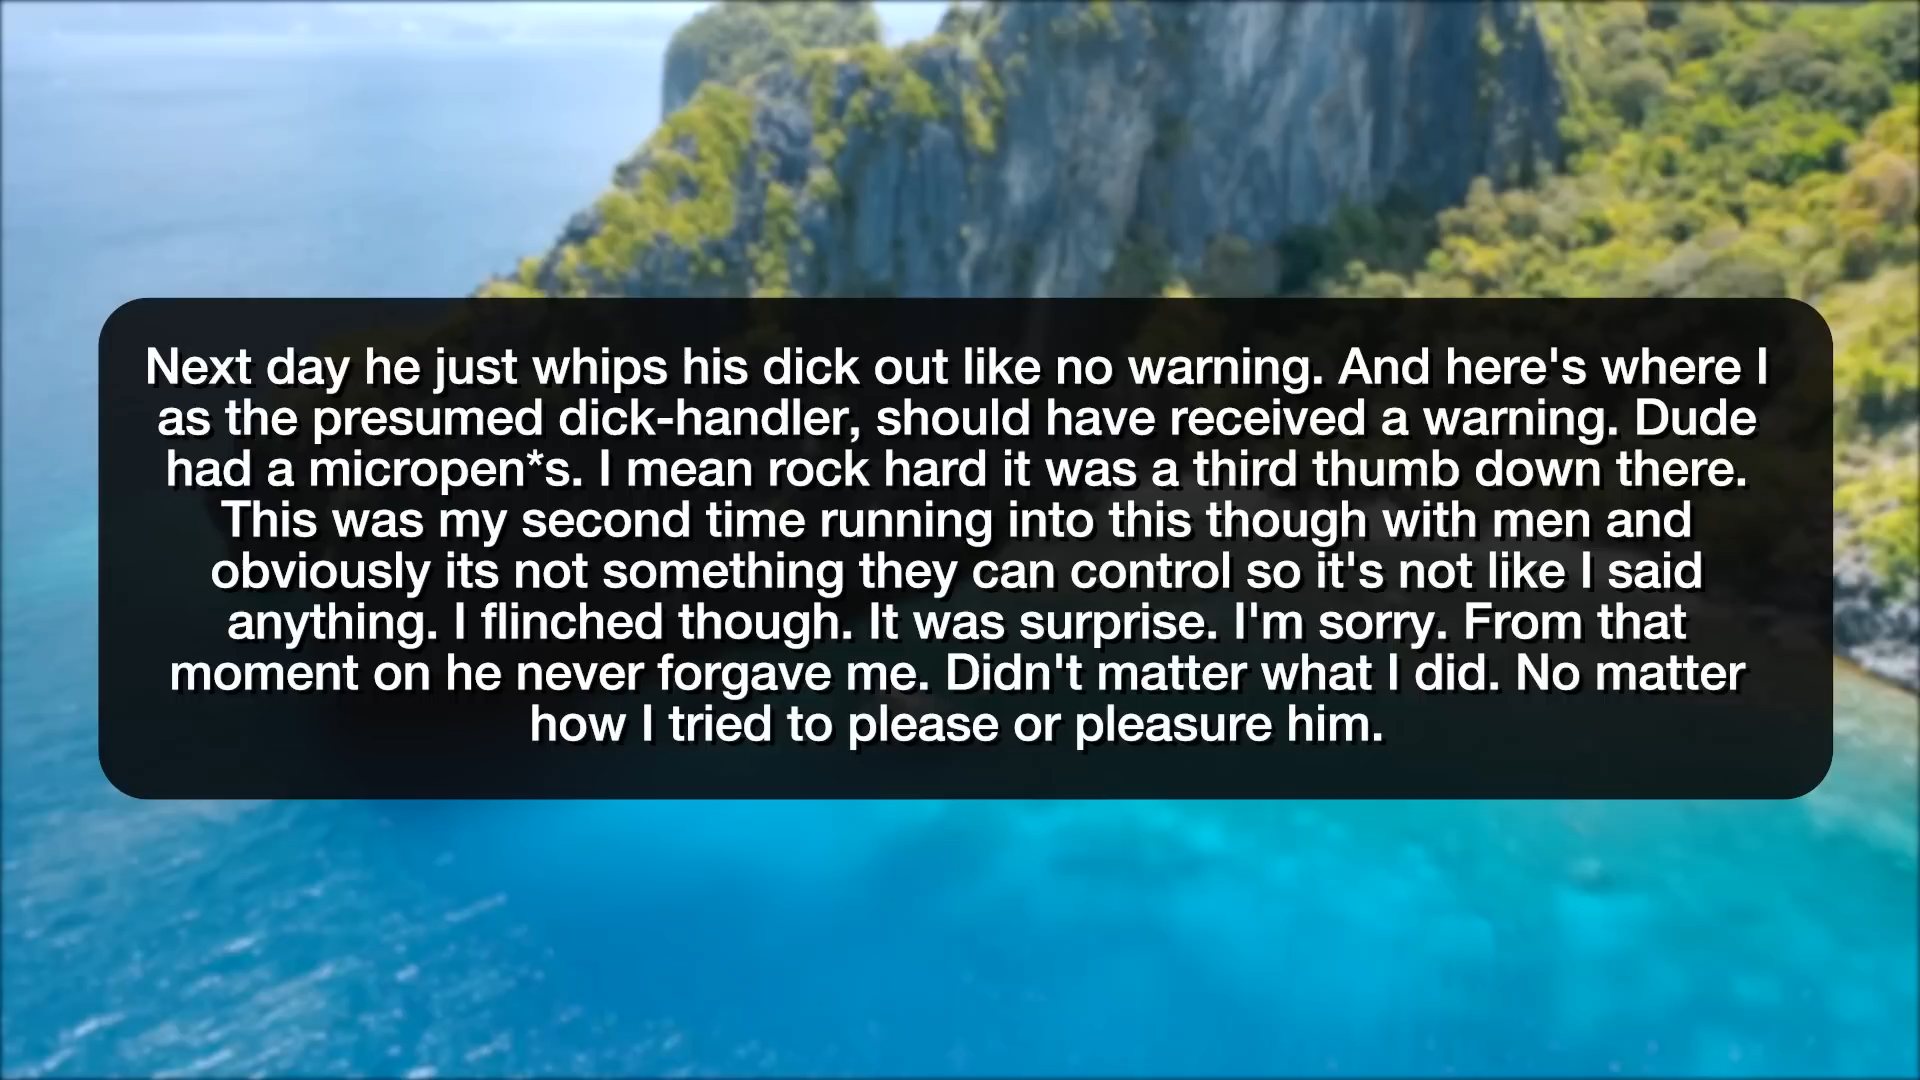 Next day he just whips his dick out like no warning. And here's where I
as the presumed dick-handler, should have received a warning. Dude
had a micropen*s. I mean rock hard it was a third thumb down there.
This was my second time running into this though with men and
obviously its not something they can control so it's not like I said
anything. I flinched though. It was surprise. I'm sorry. From that
moment on he never forgave me. Didn't matter what I did. No matter
how I tried to please or pleasure him.